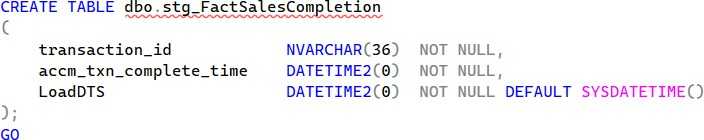 CREATE TABLE dbo.stg_FactSalesCompletion
(
    transaction_id            NVARCHAR(36)  NOT NULL,
    accm_txn_complete_time    DATETIME2(0)  NOT NULL,
    LoadDTS                   DATETIME2(0)  NOT NULL DEFAULT SYSDATETIME()
);
GO